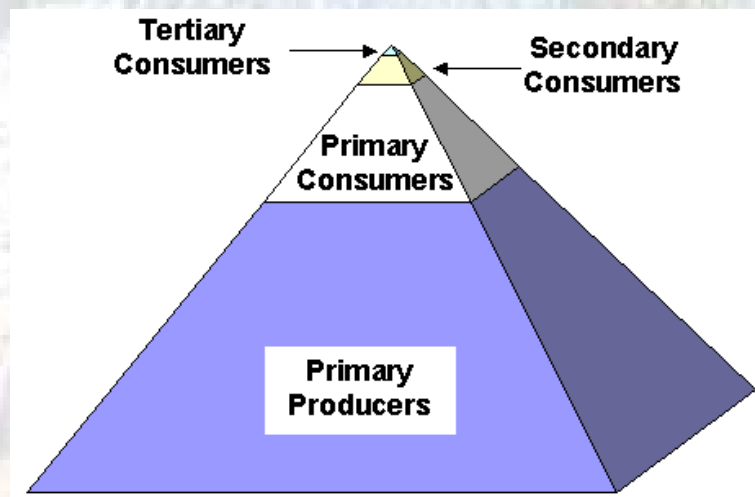 Tertiary
Consumers
Secondary
Consumers
Primary
Consumers
Primary
Producers